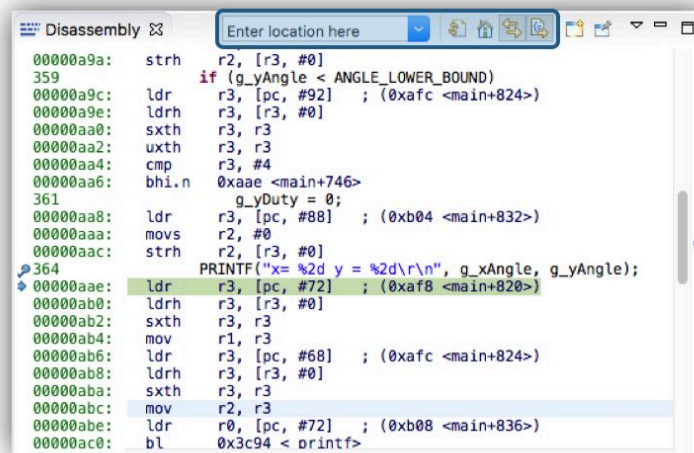 Disassembly
Enter location here
00000a9a: strh r2, [r3, #0]
359 if (g_yAngle < ANGLE_LOWER_BOUND)
00000a9c: ldr r3, [pc, #92] ; (0xafc <main+824>)
00000a9e: ldrh r3, [r3, #0]
00000aa0: sxth r3, r3
00000aa2: uxth r3, r3
00000aa4: cmp r3, #4
00000aa6: bhi.n 0xaae <main+746>
361 g_yDuty = 0;
00000aa8: ldr r3, [pc, #88] ; (0xb04 <main+832>)
00000aaa: movs r2, #0
00000aac: strh r2, [r3, #0]
364 PRINTF("x= %2d y = %2d\r\n", g_xAngle, g_yAngle);
00000aae: ldr r3, [pc, #72] ; (0xaf8 <main+820>)
00000ab0: ldrh r3, [r3, #0]
00000ab2: sxth r3, r3
00000ab4: mov r1, r3
00000ab6: ldr r3, [pc, #68] ; (0xafc <main+824>)
00000ab8: ldrh r3, [r3, #0]
00000aba: sxth r3, r3
00000abc: mov r2, r3
00000abe: ldr r0, [pc, #72] ; (0xb08 <main+836>)
00000ac0: bl 0x3c94 < printf>